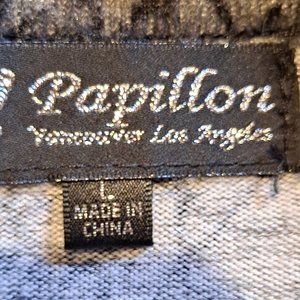 Papillon
Vancouver Los Angeles
L
MADE IN
CHINA